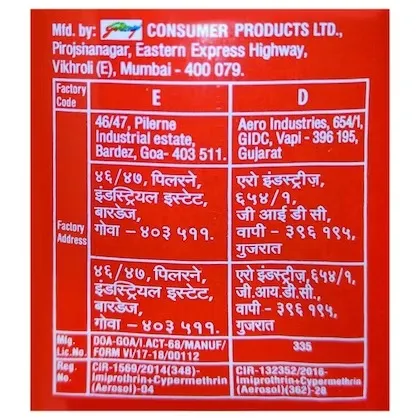 Mfd. by: Godrej CONSUMER PRODUCTS LTD.,
Pirojshanagar, Eastern Express Highway,
Vikhroli (E), Mumbai - 400 079.
Factory Code
E
D
Factory Address
46/47, Pilerne
Industrial estate,
Bardez, Goa- 403 511.
Aero Industries, 654/1,
GIDC, Vapi - 396 195,
Gujarat
४६/४७, पिलरने,
इंडस्ट्रियल इस्टेट,
बारडेज,
गोवा – ४०३ ५११.
एरो इंडस्ट्रीज़,
६५४/१,
जी आई डी सी,
वापी - ३९६ १९५,
गुजरात
४६/४७, पिलरने,
इंडस्ट्रियल इस्टेट,
बारडेज,
गोवा – ४०३ ५११.
एरो इंडस्ट्रीज,६५४/१,
जी.आय.डी.सी.,
वापी - ३९६ १९५,
गुजरात
Mfg.
Lic.No.
DOA-GOA/I.ACT-68/MANUF/
FORM VI/17-18/00112
335
Reg.
No.
CIR-1569/2014(348)-
Imiprothrin+Cypermethrin
(Aerosol)-04
CIR-132352/2016-
Imiprothrin+Cypermethrin
(Aerosol)(362)-28